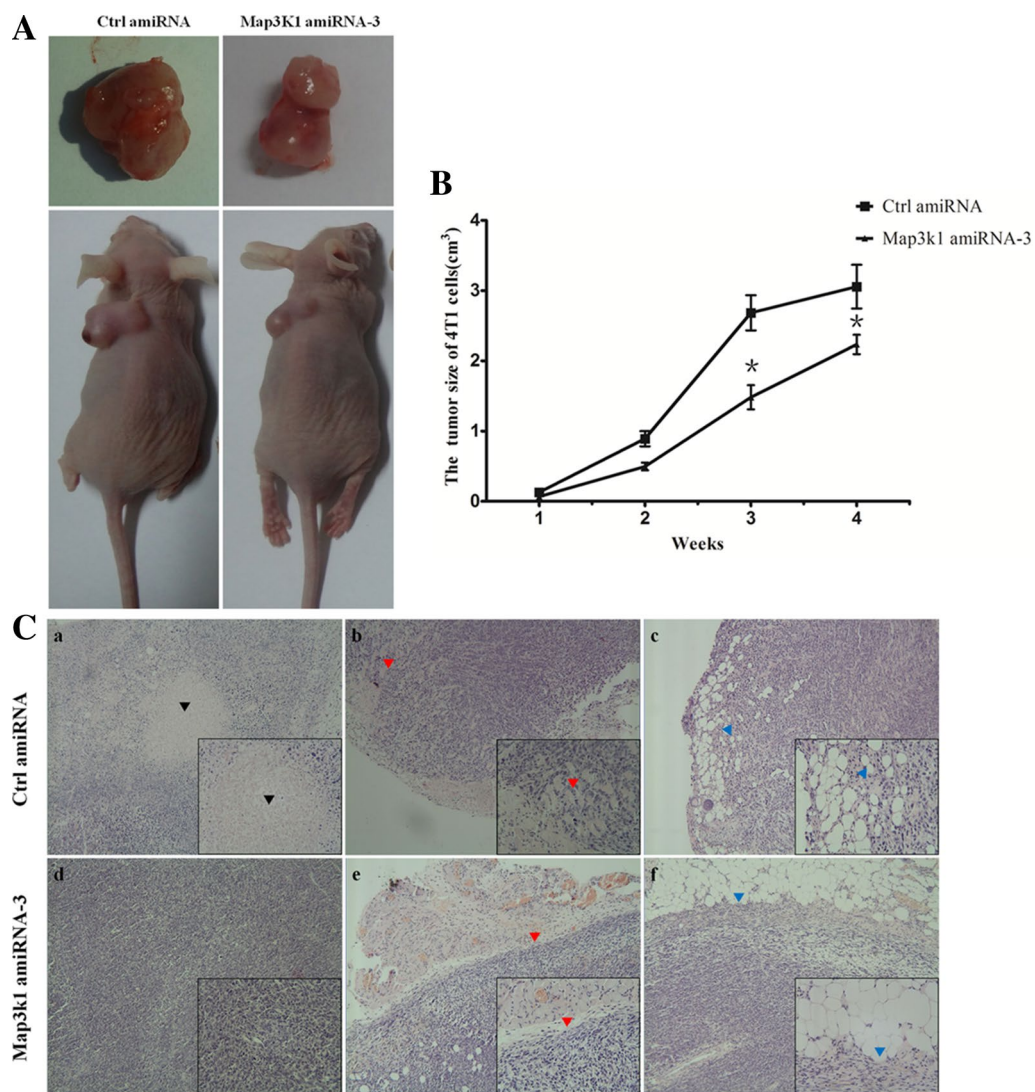 A
Ctrl amiRNA
Map3K1 amiRNA-3
B
Ctrl amiRNA
Map3k1 amiRNA-3
The tumor size of 4T1 cells(cm³)
4
3
2
1
0
*
*
1 2 3 4
Weeks
C
Ctrl amiRNA
a
b
c
Map3k1 amiRNA-3
d
e
f